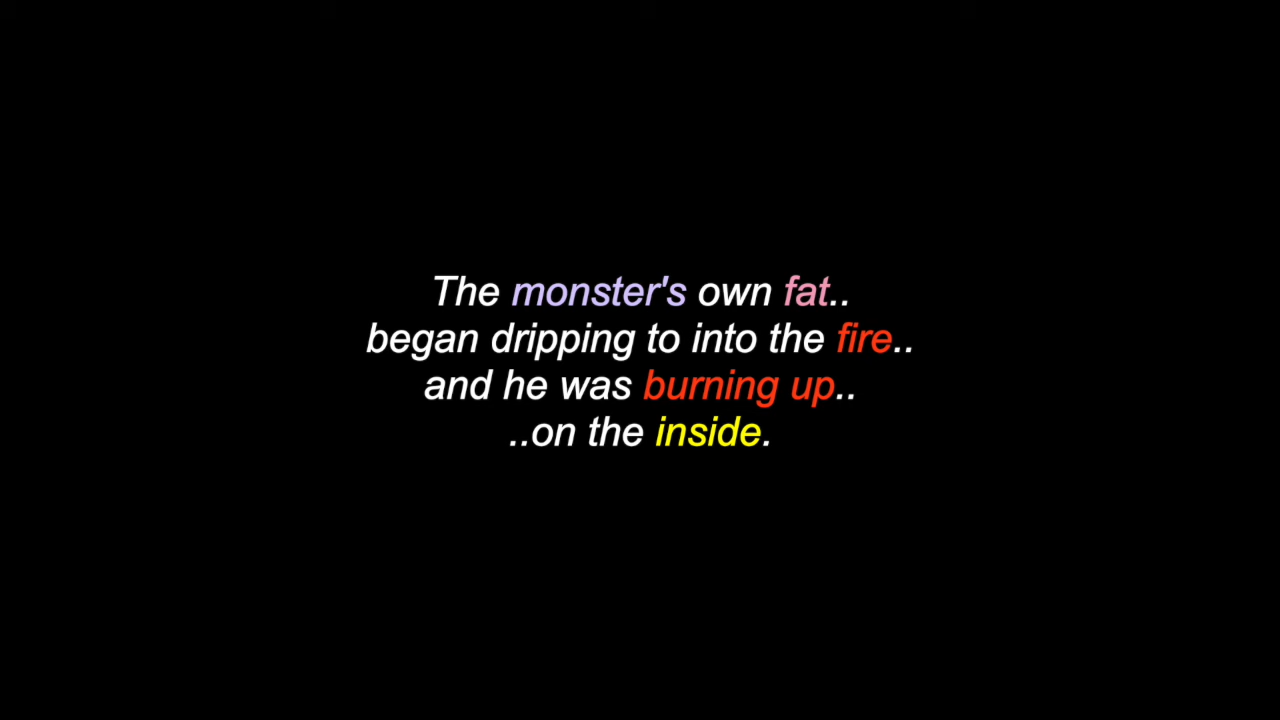 The monster's own fat..
began dripping to into the fire..
and he was burning up..
..on the inside.